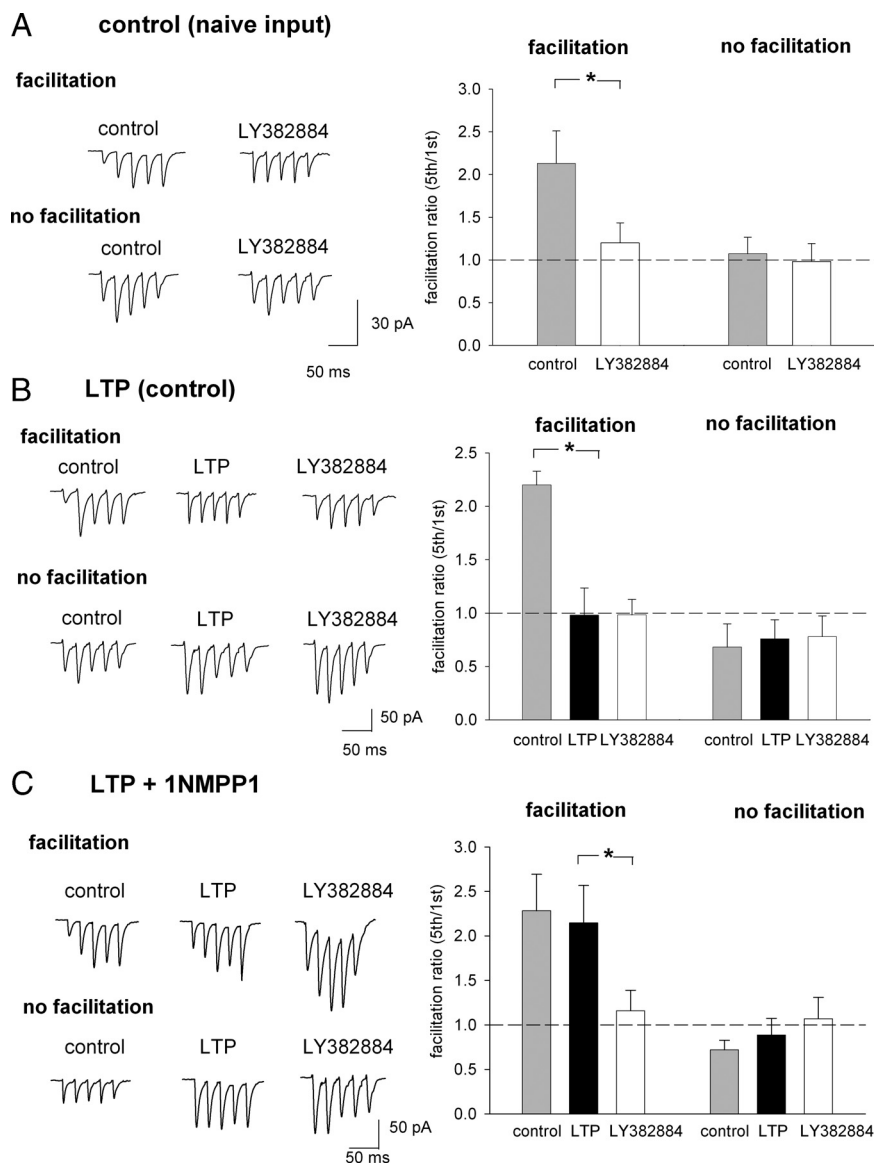 A control (naive input)
facilitation
control LY382884
no facilitation
control LY382884
30 pA
50 ms
facilitation no facilitation
*
facilitation ratio (5th/1st)
3.0
2.5
2.0
1.5
1.0
0.5
0.0
control LY382884 control LY382884
B LTP (control)
facilitation
control LTP LY382884
no facilitation
control LTP LY382884
50 pA
50 ms
facilitation no facilitation
*
facilitation ratio (5th/1st)
2.5
2.0
1.5
1.0
0.5
0.0
control LTP LY382884 control LTP LY382884
C LTP + 1NMPP1
facilitation
control LTP LY382884
no facilitation
control LTP LY382884
50 pA
50 ms
facilitation no facilitation
*
facilitation ratio (5th/1st)
3.0
2.5
2.0
1.5
1.0
0.5
0.0
control LTP LY382884 control LTP LY382884